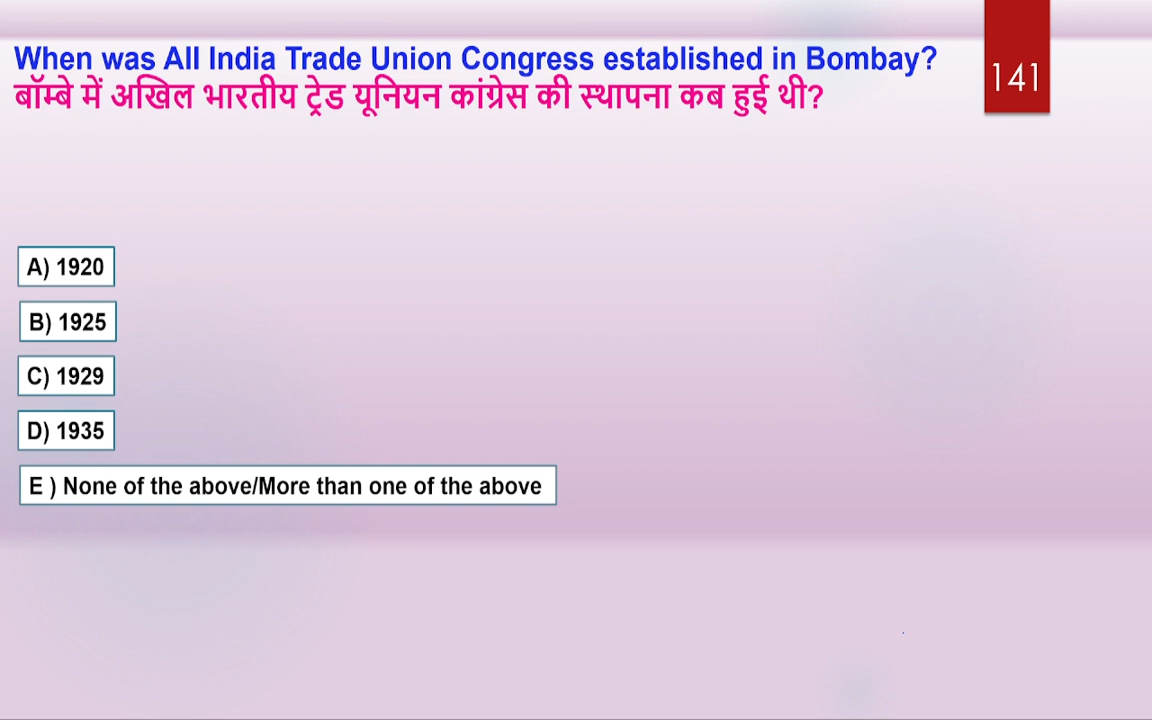 When was All India Trade Union Congress established in Bombay?
बॉम्बे में अखिल भारतीय ट्रेड यूनियन कांग्रेस की स्थापना कब हुई थी?
141
A) 1920
B) 1925
C) 1929
D) 1935
E ) None of the above/More than one of the above